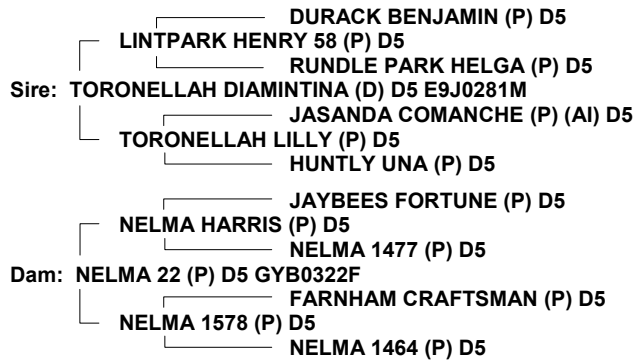 DURACK BENJAMIN (P) D5
LINTPARK HENRY 58 (P) D5
RUNDLE PARK HELGA (P) D5
Sire: TORONELLAH DIAMINTINA (D) D5 E9J0281M
JASANDA COMANCHE (P) (AI) D5
TORONELLAH LILLY (P) D5
HUNTLY UNA (P) D5
JAYBEES FORTUNE (P) D5
NELMA HARRIS (P) D5
NELMA 1477 (P) D5
Dam: NELMA 22 (P) D5 GYB0322F
FARNHAM CRAFTSMAN (P) D5
NELMA 1578 (P) D5
NELMA 1464 (P) D5